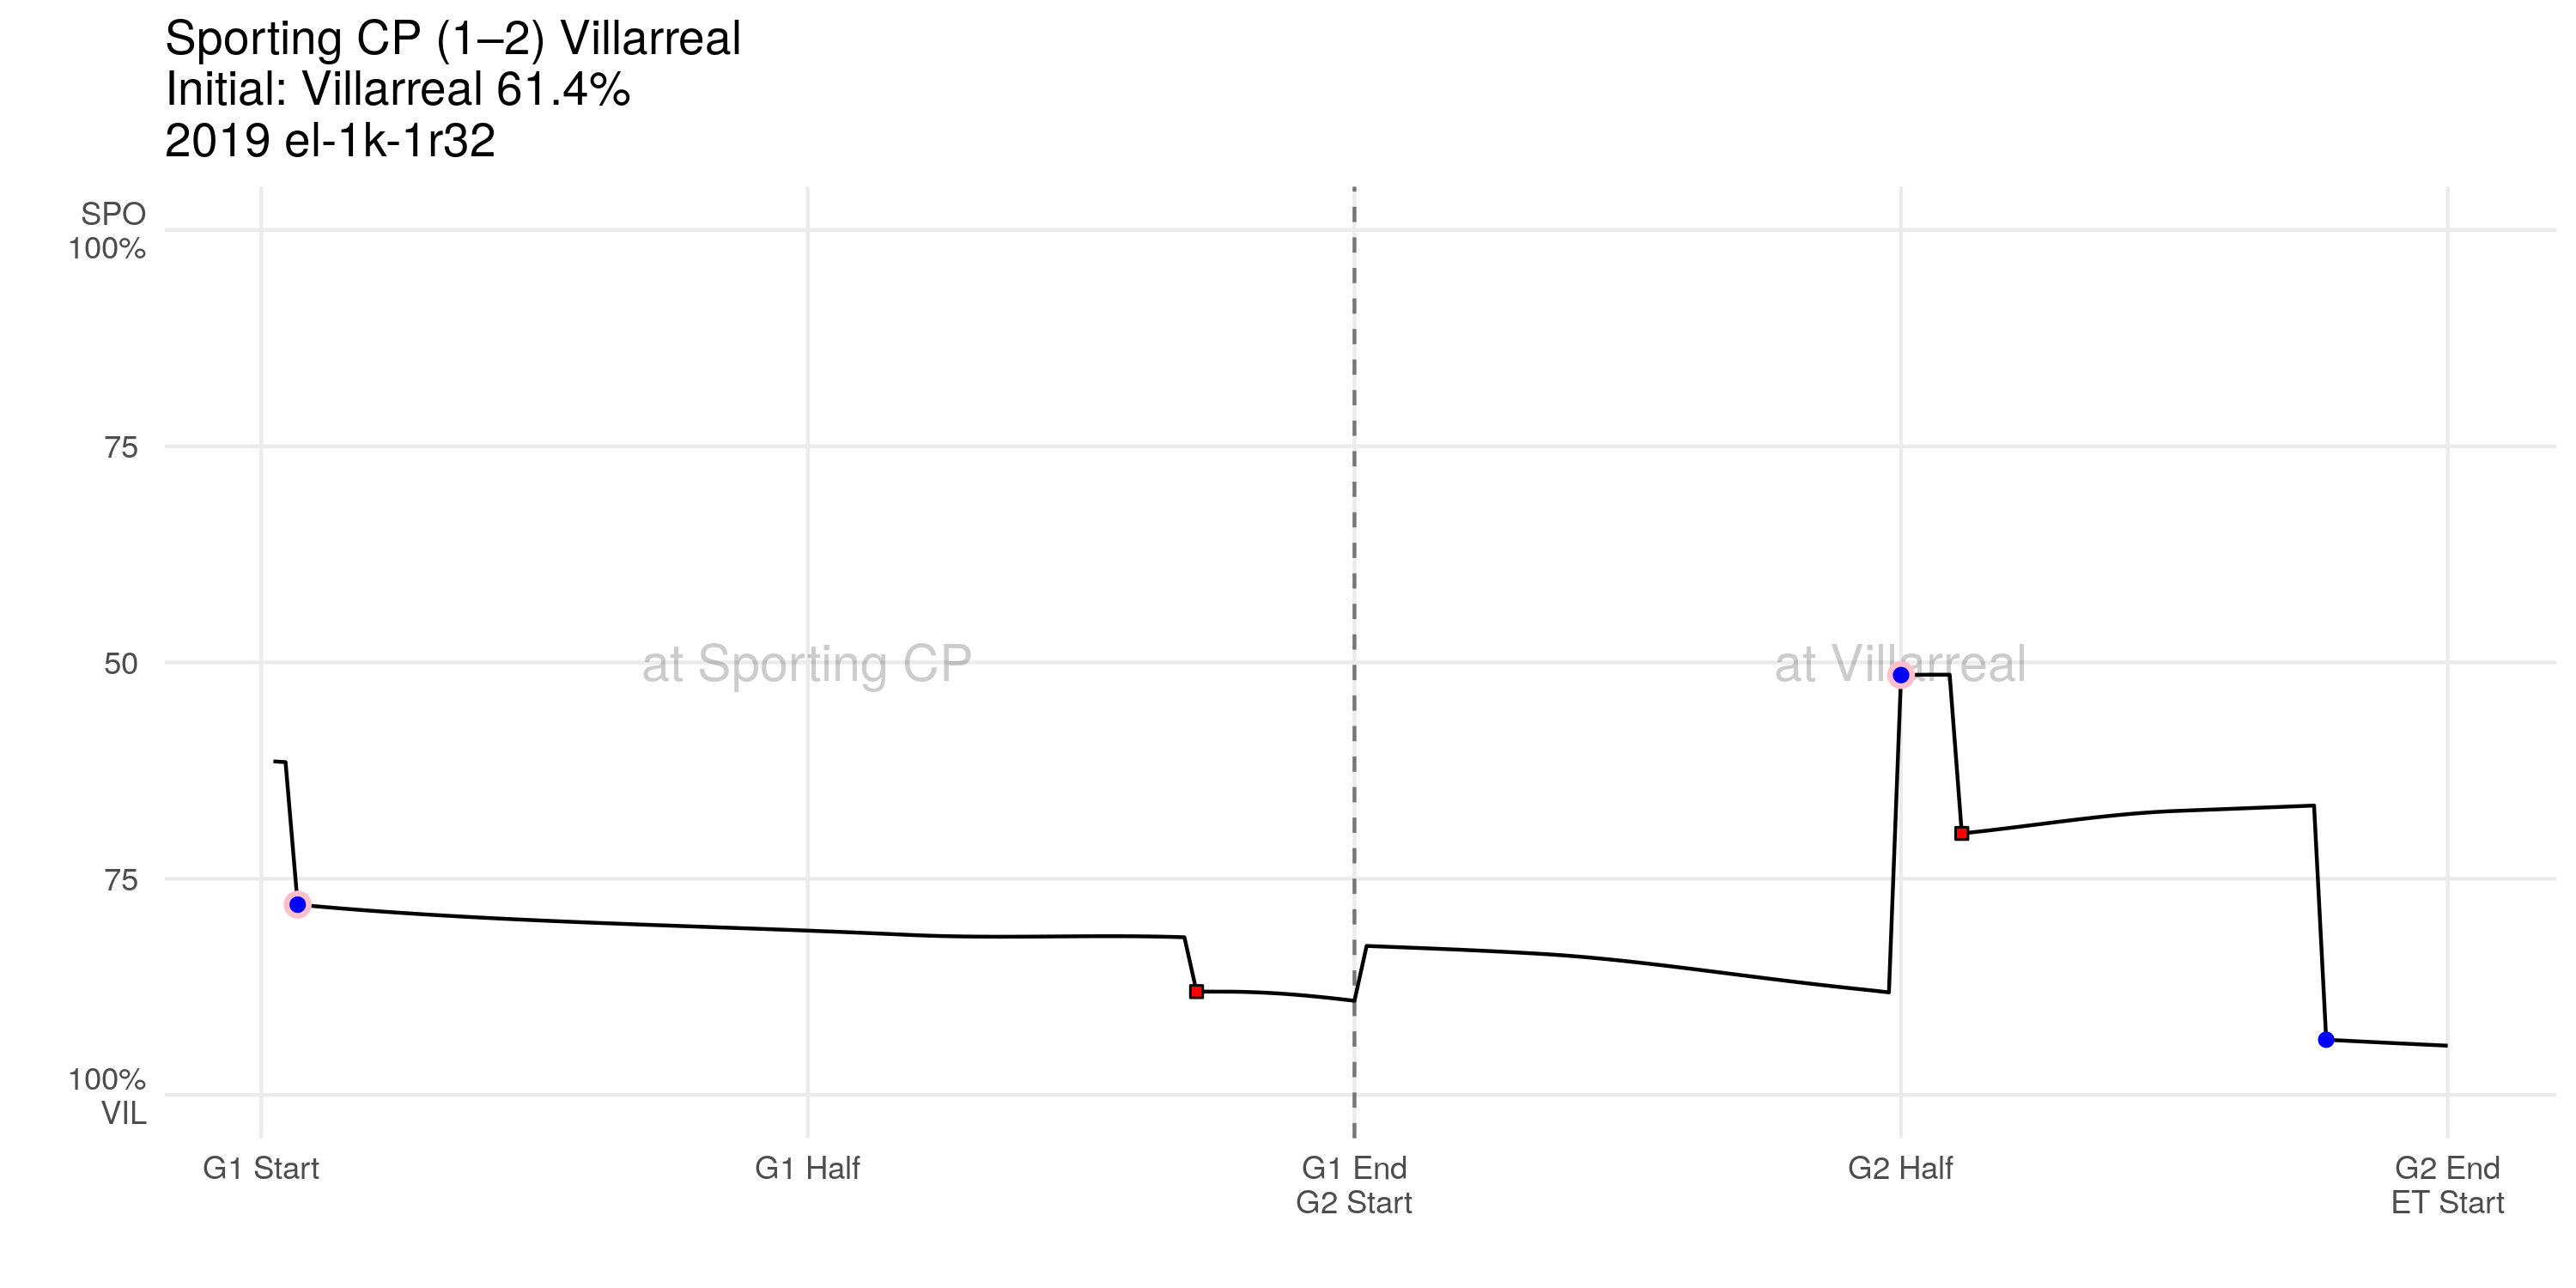 Sporting CP (1–2) Villarreal
Initial: Villarreal 61.4%
2019 el-1k-1r32
SPO
100%
75
50
75
100%
VIL
at Sporting CP
at Villarreal
G1 Start
G1 Half
G1 End
G2 Start
G2 Half
G2 End
ET Start